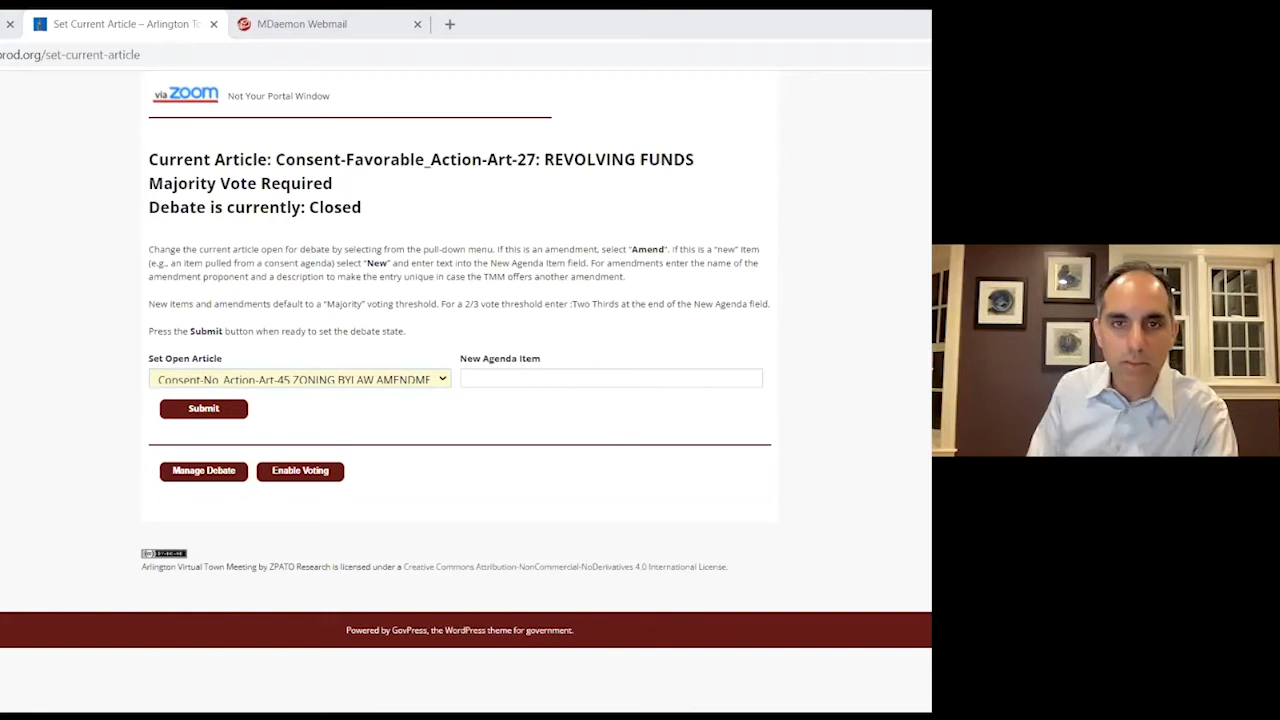 Set Current Article – Arlington To
MDaemon Webmail
prod.org/set-current-article
via zoom Not Your Portal Window
Current Article: Consent-Favorable_Action-Art-27: REVOLVING FUNDS
Majority Vote Required
Debate is currently: Closed
Change the current article open for debate by selecting from the pull-down menu. If this is an amendment, select “Amend”. If this is a “new” item
(e.g., an item pulled from a consent agenda) select “New” and enter text into the New Agenda Item field. For amendments enter the name of the
amendment proponent and a description to make the entry unique in case the TMM offers another amendment.
New items and amendments default to a “Majority” voting threshold. For a 2/3 vote threshold enter :Two Thirds at the end of the New Agenda field.
Press the Submit button when ready to set the debate state.
Set Open Article New Agenda Item
Consent-No_Action-Art-45 ZONING BYLAW AMENDME
Submit
Manage Debate Enable Voting
Arlington Virtual Town Meeting by ZPATO Research is licensed under a Creative Commons Attribution-NonCommercial-NoDerivatives 4.0 International License.
Powered by GovPress, the WordPress theme for government.